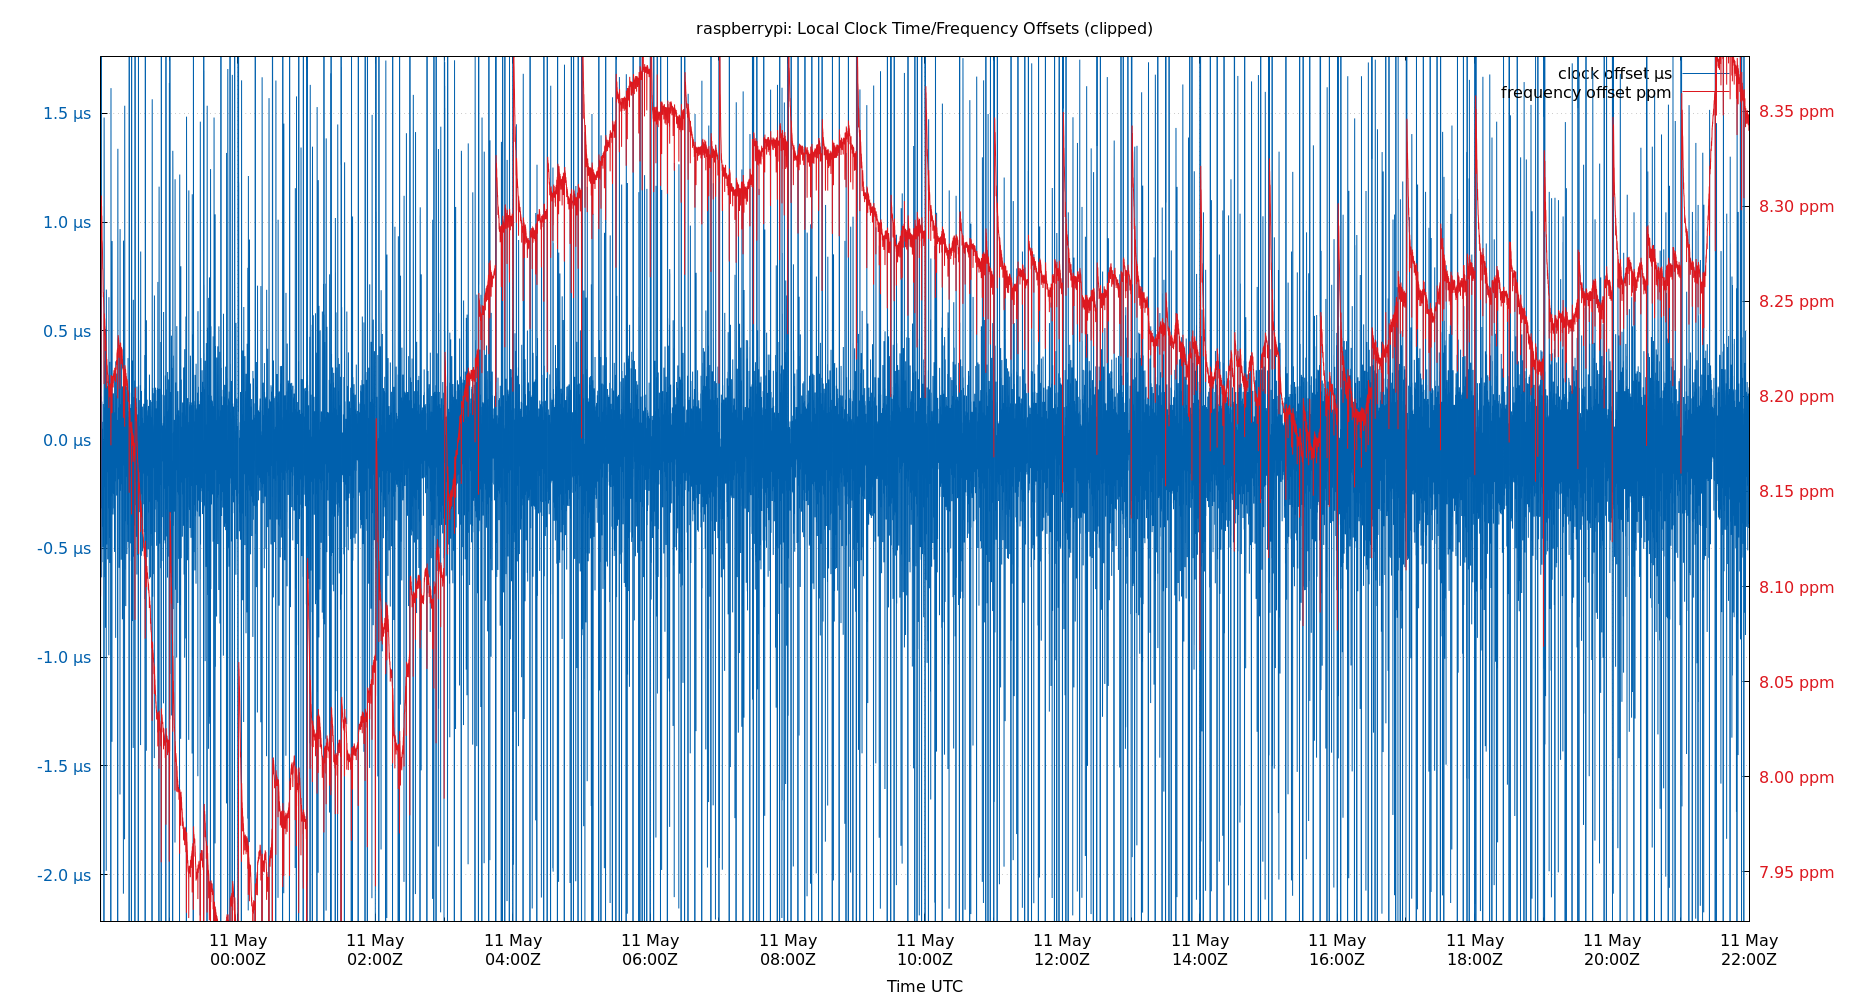 raspberrypi: Local Clock Time/Frequency Offsets (clipped)
clock offset µs
frequency offset ppm
1.5 µs
1.0 µs
0.5 µs
0.0 µs
-0.5 µs
-1.0 µs
-1.5 µs
-2.0 µs
8.35 ppm
8.30 ppm
8.25 ppm
8.20 ppm
8.15 ppm
8.10 ppm
8.05 ppm
8.00 ppm
7.95 ppm
11 May 11 May 11 May 11 May 11 May 11 May 11 May 11 May 11 May 11 May 11 May 11 May
00:00Z 02:00Z 04:00Z 06:00Z 08:00Z 10:00Z 12:00Z 14:00Z 16:00Z 18:00Z 20:00Z 22:00Z
Time UTC